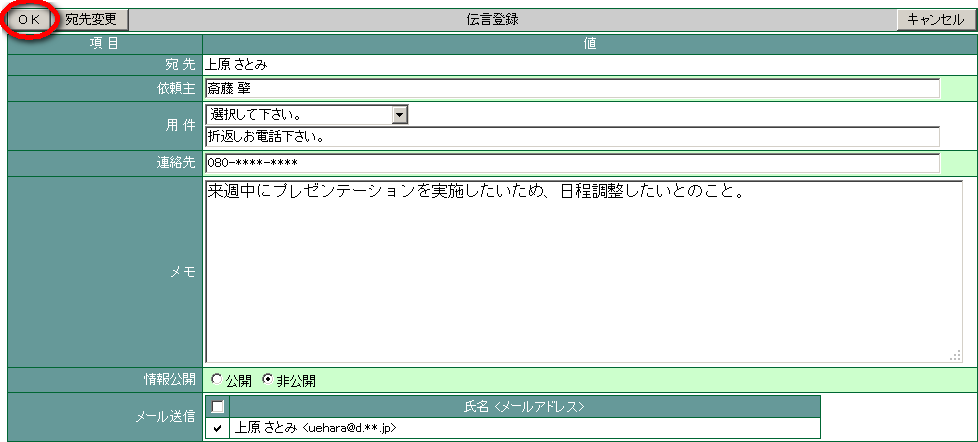 ＯＫ 宛先変更 伝言登録 キャンセル
項目 値
宛先 上原 さとみ
依頼主 斎藤 肇
用件 選択して下さい。
折返しお電話下さい。
連絡先 080-****-****
メモ 来週中にプレゼンテーションを実施したいため、日程調整したいとのこと。
情報公開 公開 非公開
メール送信 氏名 <メールアドレス>
上原 さとみ <uehara@d.**.jp>